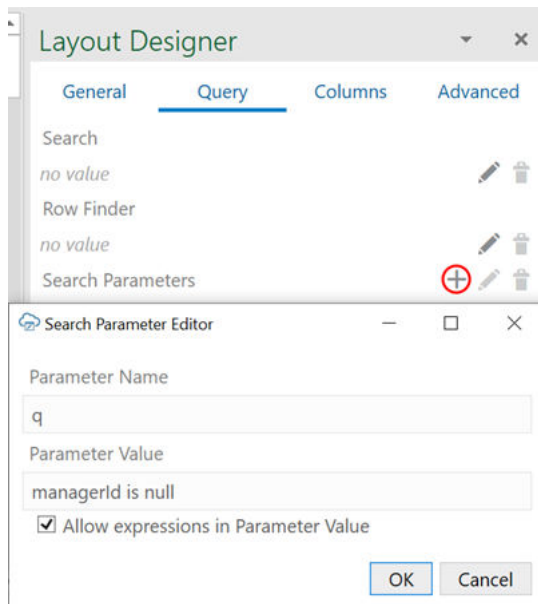 Layout Designer
General Query Columns Advanced
Search
no value
Row Finder
no value
Search Parameters
Search Parameter Editor
Parameter Name
q
Parameter Value
managerId is null
Allow expressions in Parameter Value
OK Cancel